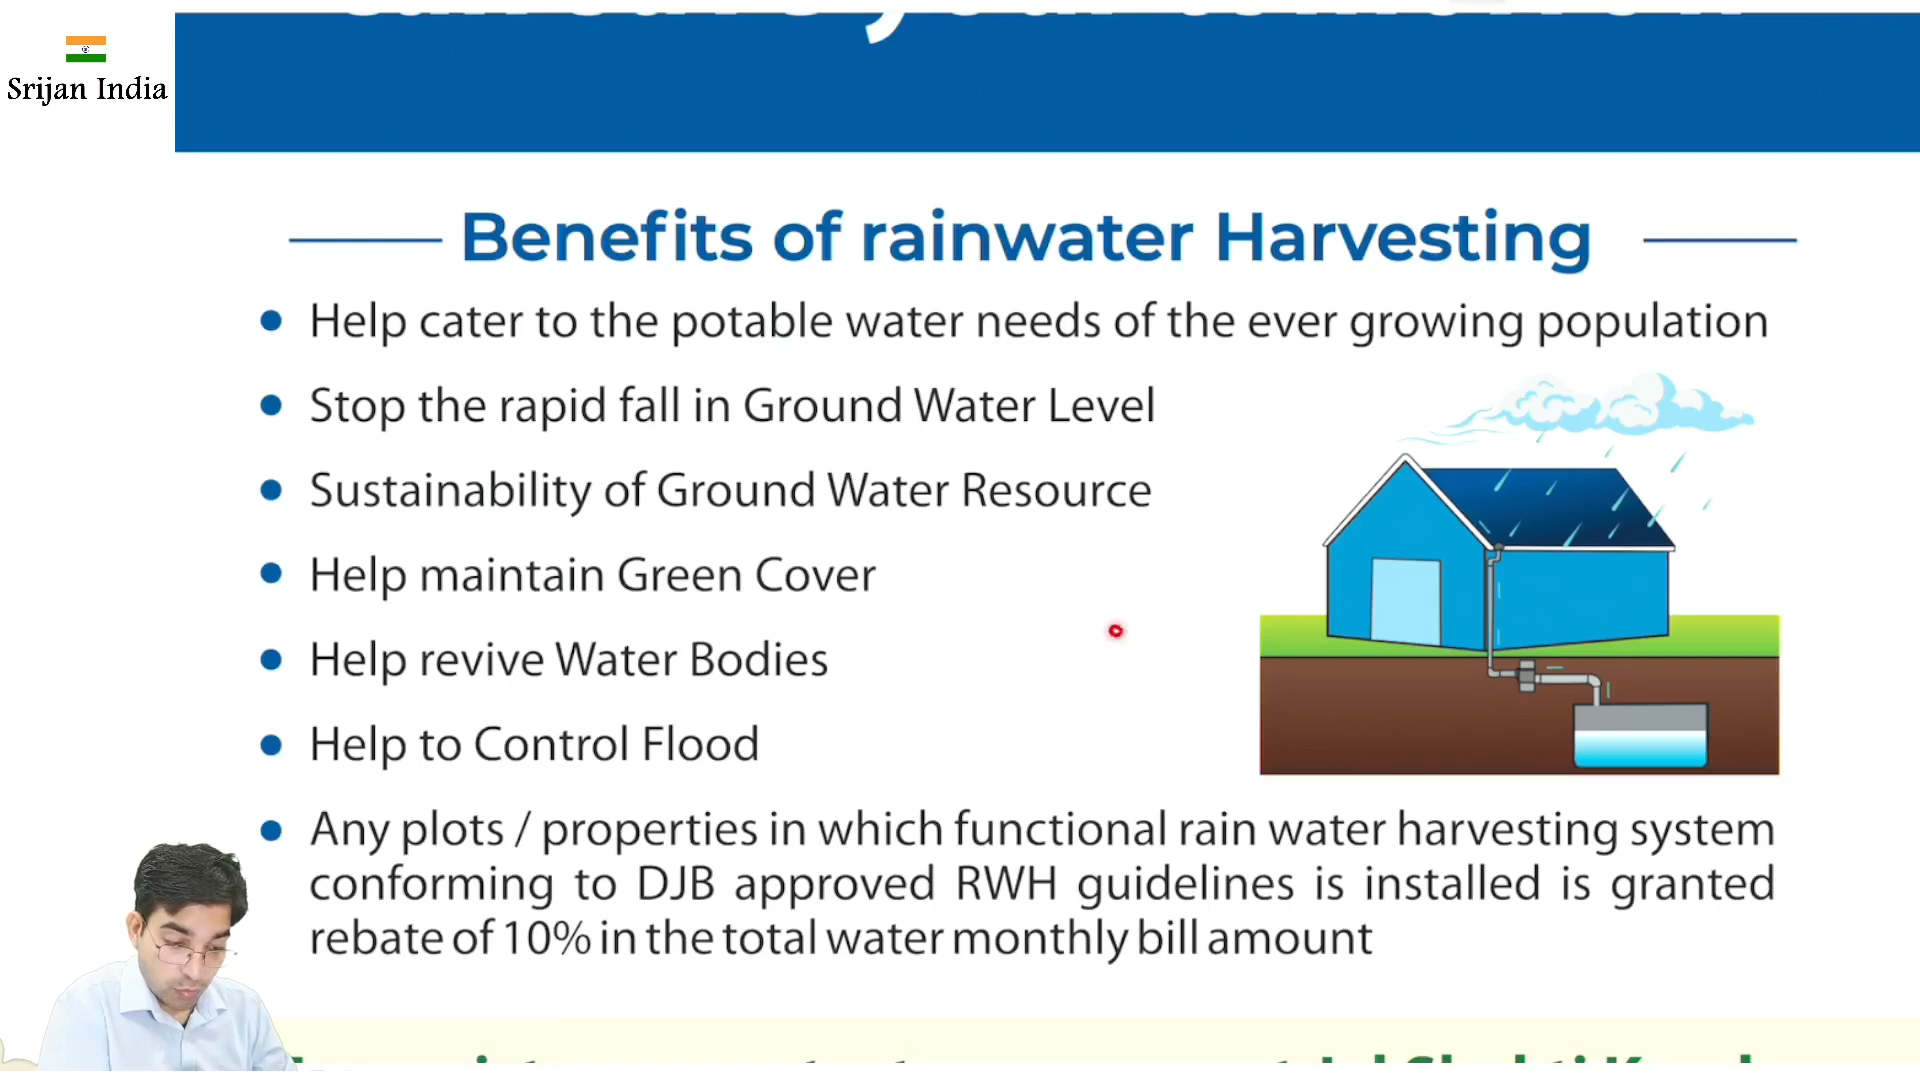 Srijan India
Benefits of rainwater Harvesting
Help cater to the potable water needs of the ever growing population
Stop the rapid fall in Ground Water Level
Sustainability of Ground Water Resource
Help maintain Green Cover
Help revive Water Bodies
Help to Control Flood
Any plots / properties in which functional rain water harvesting system
conforming to DJB approved RWH guidelines is installed is granted
rebate of 10% in the total water monthly bill amount